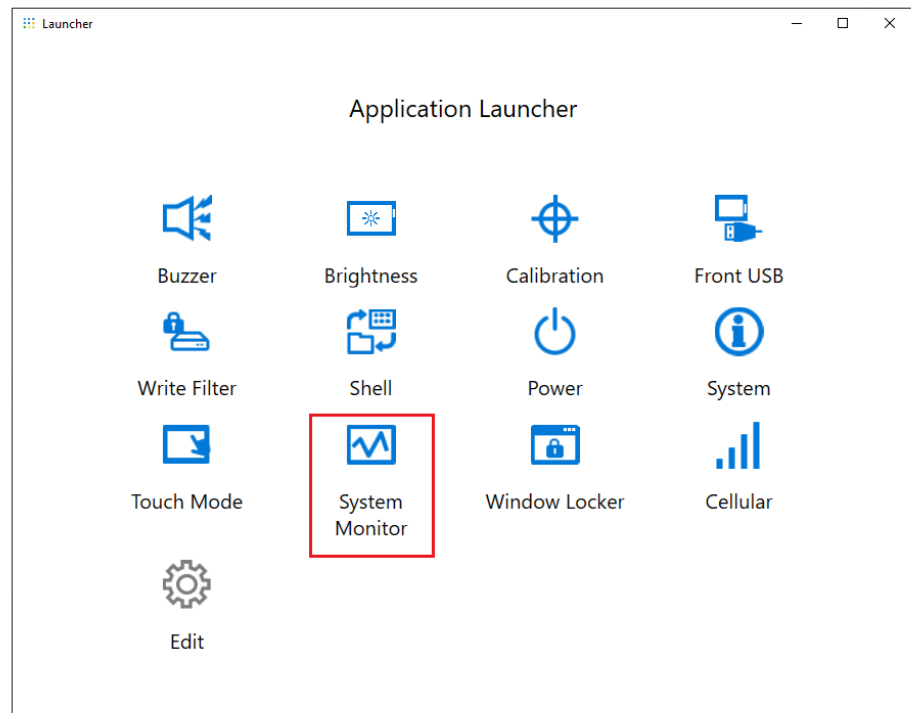 Launcher
Application Launcher
Buzzer
Brightness
Calibration
Front USB
Write Filter
Shell
Power
System
Touch Mode
System
Monitor
Window Locker
Cellular
Edit